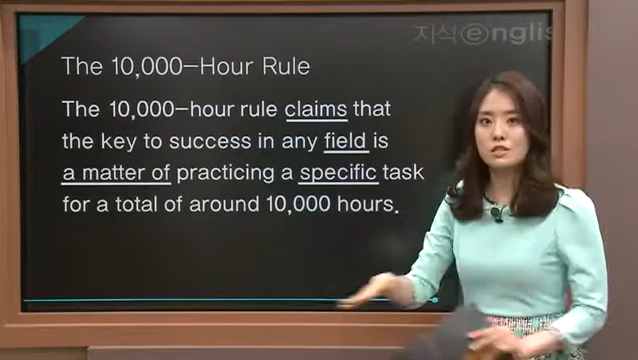 지식ⓔnglis
The 10,000-Hour Rule
The 10,000-hour rule claims that
the key to success in any field is
a matter of practicing a specific task
for a total of around 10,000 hours.